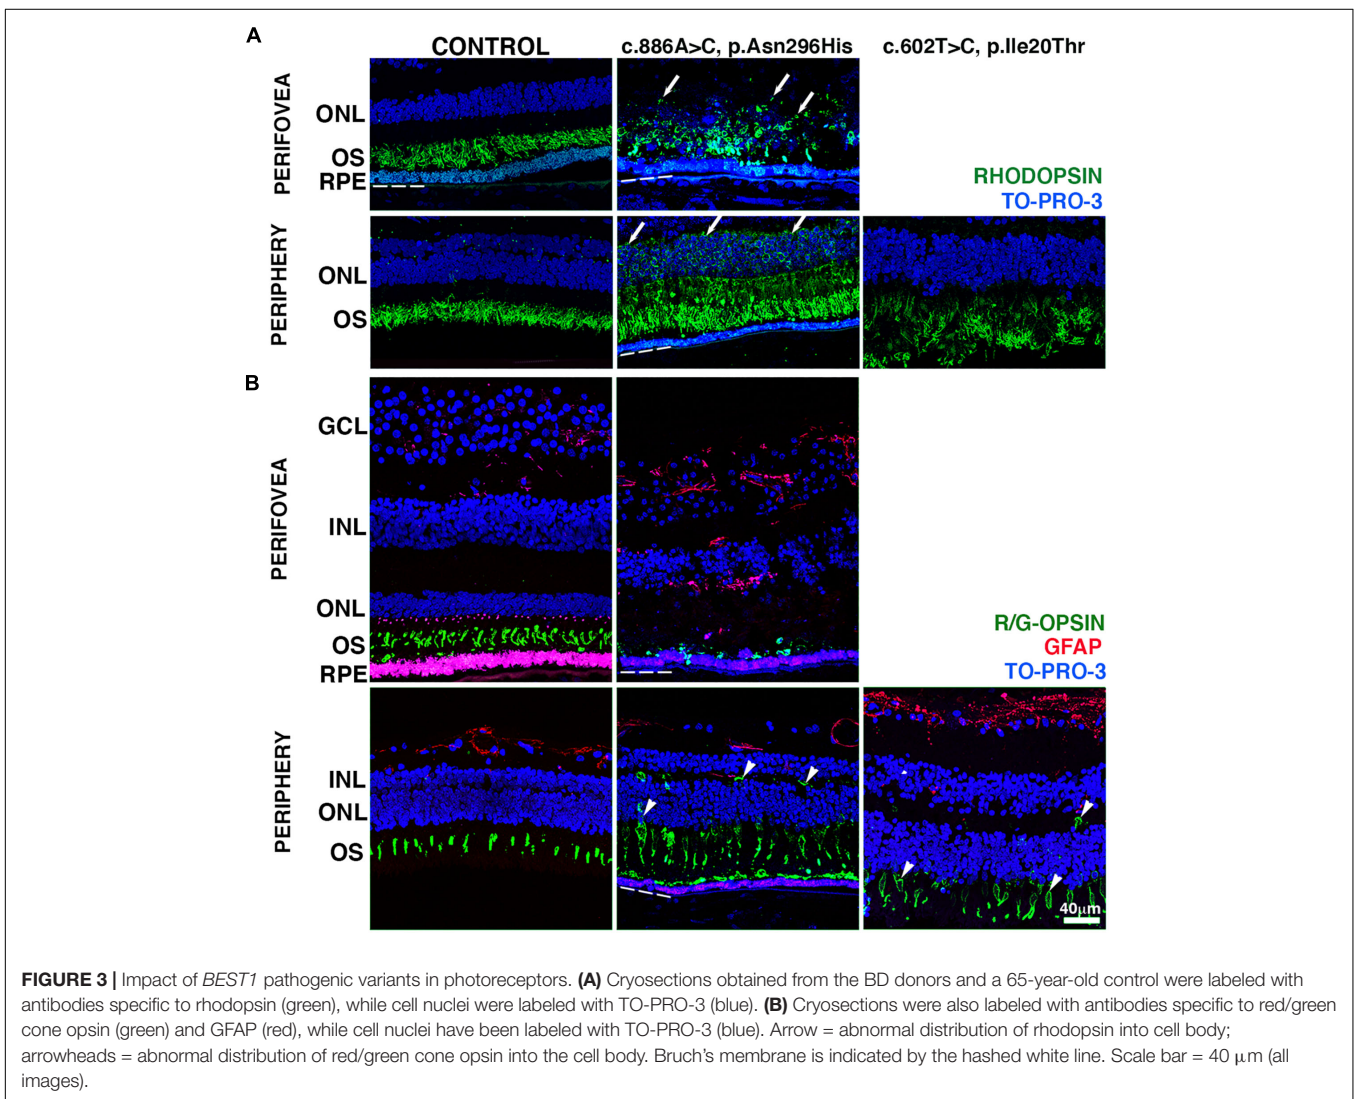 A
CONTROL
c.886A>C, p.Asn296His
c.602T>C, p.Ile20Thr
PERIFOVEA
ONL
OS
RPE
RHODOPSIN
TO-PRO-3
PERIPHERY
ONL
OS
B
PERIFOVEA
GCL
INL
ONL
OS
RPE
R/G-OPSIN
GFAP
TO-PRO-3
PERIPHERY
INL
ONL
OS
40μm
FIGURE 3 | Impact of BEST1 pathogenic variants in photoreceptors. (A) Cryosections obtained from the BD donors and a 65-year-old control were labeled with
antibodies specific to rhodopsin (green), while cell nuclei were labeled with TO-PRO-3 (blue). (B) Cryosections were also labeled with antibodies specific to red/green
cone opsin (green) and GFAP (red), while cell nuclei have been labeled with TO-PRO-3 (blue). Arrow = abnormal distribution of rhodopsin into cell body;
arrowheads = abnormal distribution of red/green cone opsin into the cell body. Bruch’s membrane is indicated by the hashed white line. Scale bar = 40 μm (all
images).